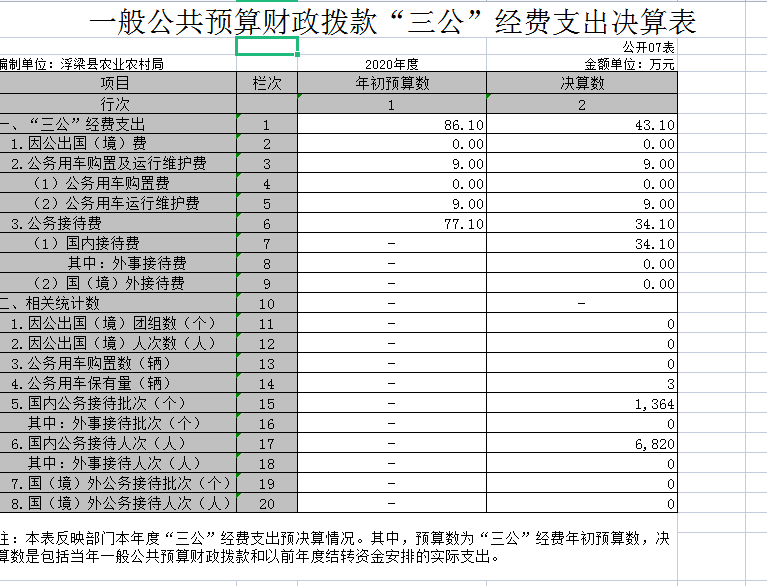 一般公共预算财政拨款“三公”经费支出决算表
公开07表
编制单位：浮梁县农业农村局 2020年度 金额单位：万元
项目 栏次 年初预算数 决算数
行次 1 2
一、“三公”经费支出 1 86.10 43.10
1.因公出国（境）费 2 0.00 0.00
2.公务用车购置及运行维护费 3 9.00 9.00
（1）公务用车购置费 4 0.00 0.00
（2）公务用车运行维护费 5 9.00 9.00
3.公务接待费 6 77.10 34.10
（1）国内接待费 7 - 34.10
其中：外事接待费 8 - 0.00
（2）国（境）外接待费 9 - 0.00
二、相关统计数 10 - -
1.因公出国（境）团组数（个） 11 - 0
2.因公出国（境）人次数（人） 12 - 0
3.公务用车购置数（辆） 13 - 0
4.公务用车保有量（辆） 14 - 3
5.国内公务接待批次（个） 15 - 1,364
其中：外事接待批次（个） 16 - 0
6.国内公务接待人次（人） 17 - 6,820
其中：外事接待人次（人） 18 - 0
7.国（境）外公务接待批次（个） 19 - 0
8.国（境）外公务接待人次（人） 20 - 0
注：本表反映部门本年度“三公”经费支出预决算情况。其中，预算数为“三公”经费年初预算数，决
算数是包括当年一般公共预算财政拨款和以前年度结转资金安排的实际支出。